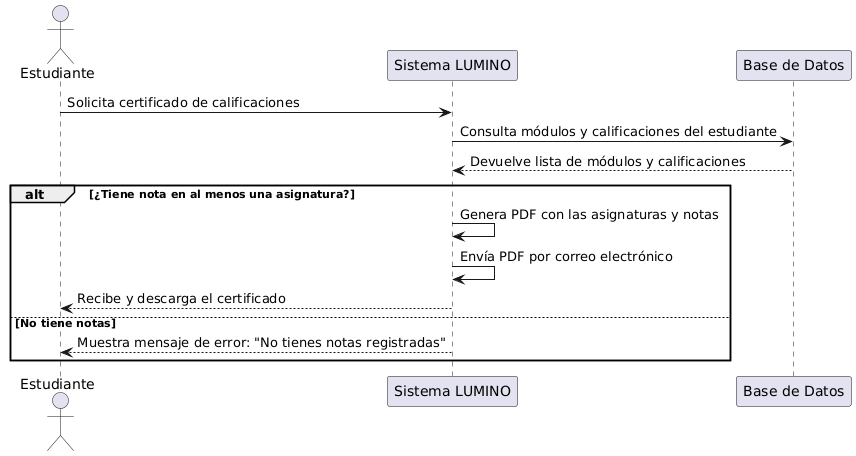 Estudiante
Sistema LUMINO
Base de Datos
Solicita certificado de calificaciones
Consulta módulos y calificaciones del estudiante
Devuelve lista de módulos y calificaciones
alt [¿Tiene nota en al menos una asignatura?]
Genera PDF con las asignaturas y notas
Envía PDF por correo electrónico
Recibe y descarga el certificado
[No tiene notas]
Muestra mensaje de error: "No tienes notas registradas"
Estudiante
Sistema LUMINO
Base de Datos